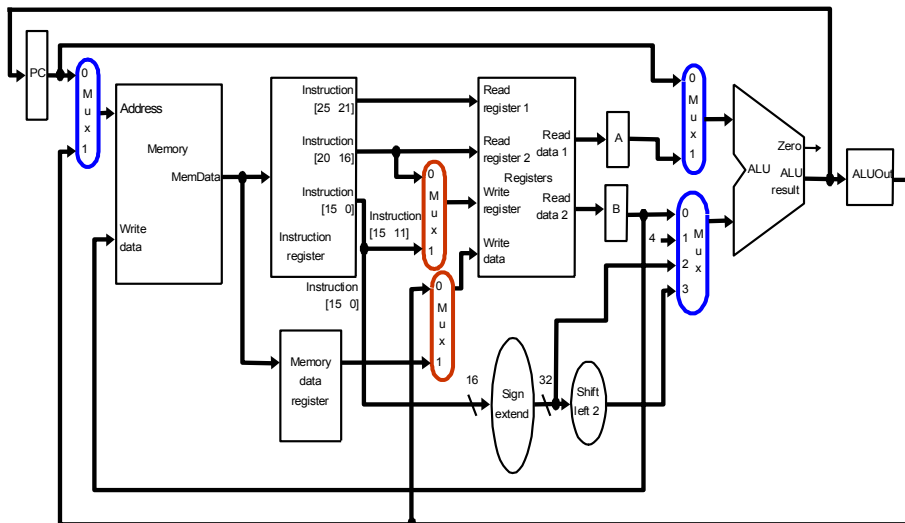 PC
0
M
u
x
1
Address
Memory
MemData
Write
data
Instruction
[25 21]
Instruction
[20 16]
Instruction
[15 0]
Instruction
register
Instruction
[15 11]
Instruction
[15 0]
Memory
data
register
0
M
u
x
1
0
M
u
x
1
Read
register 1
Read
register 2
Registers
Write
register
Write
data
Read
data 1
Read
data 2
16
Sign
extend
32
Shift
left 2
A
B
4
0
M
u
x
1
0
1
2
3
M
u
x
Zero
ALU
ALU
result
ALUOut